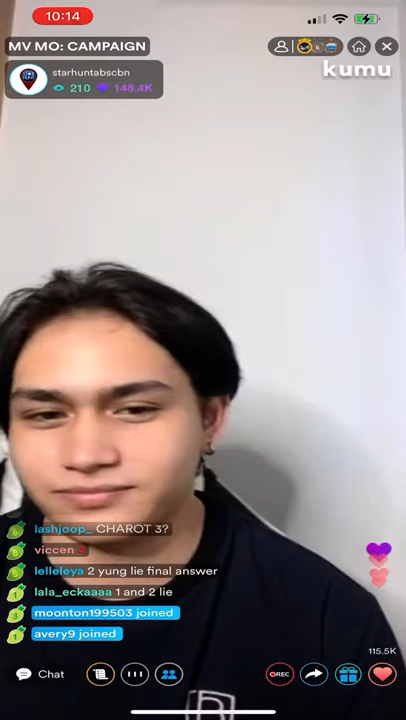 10:14
MV MO: CAMPAIGN
starhuntabscbn
210 148.4K
kumu
lashjoop_ CHAROT 3?
viccen
lelleleya 2 yung lie final answer
lala_eckaaaa 1 and 2 lie
moonton199503 joined
avery9 joined
115.5K
Chat
REC